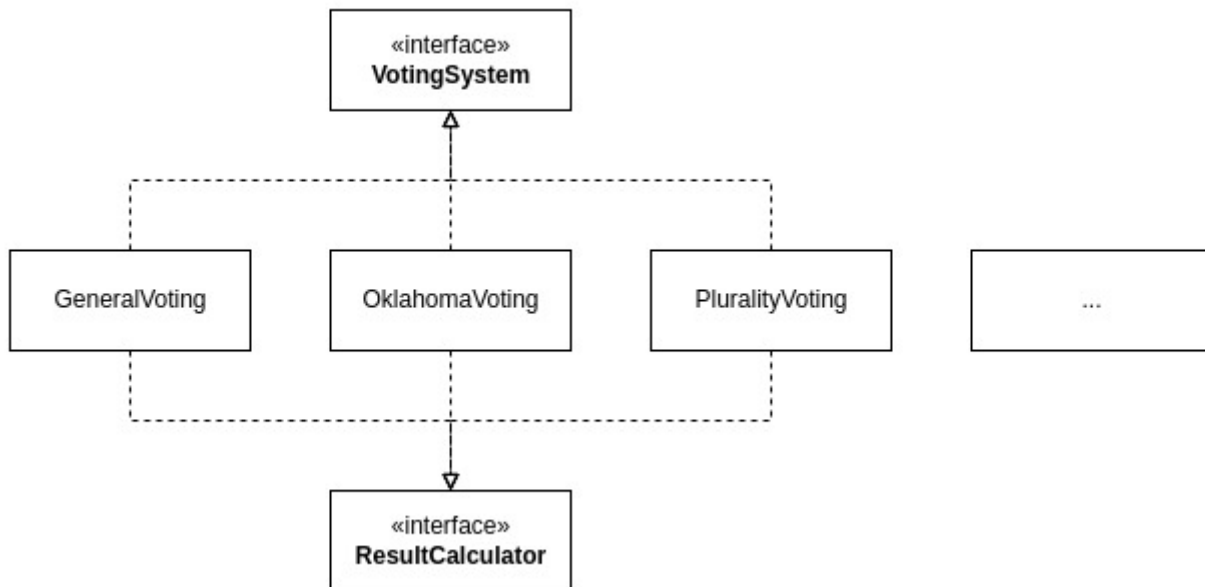 «interface»
VotingSystem
GeneralVoting
OklahomaVoting
PluralityVoting
...
«interface»
ResultCalculator